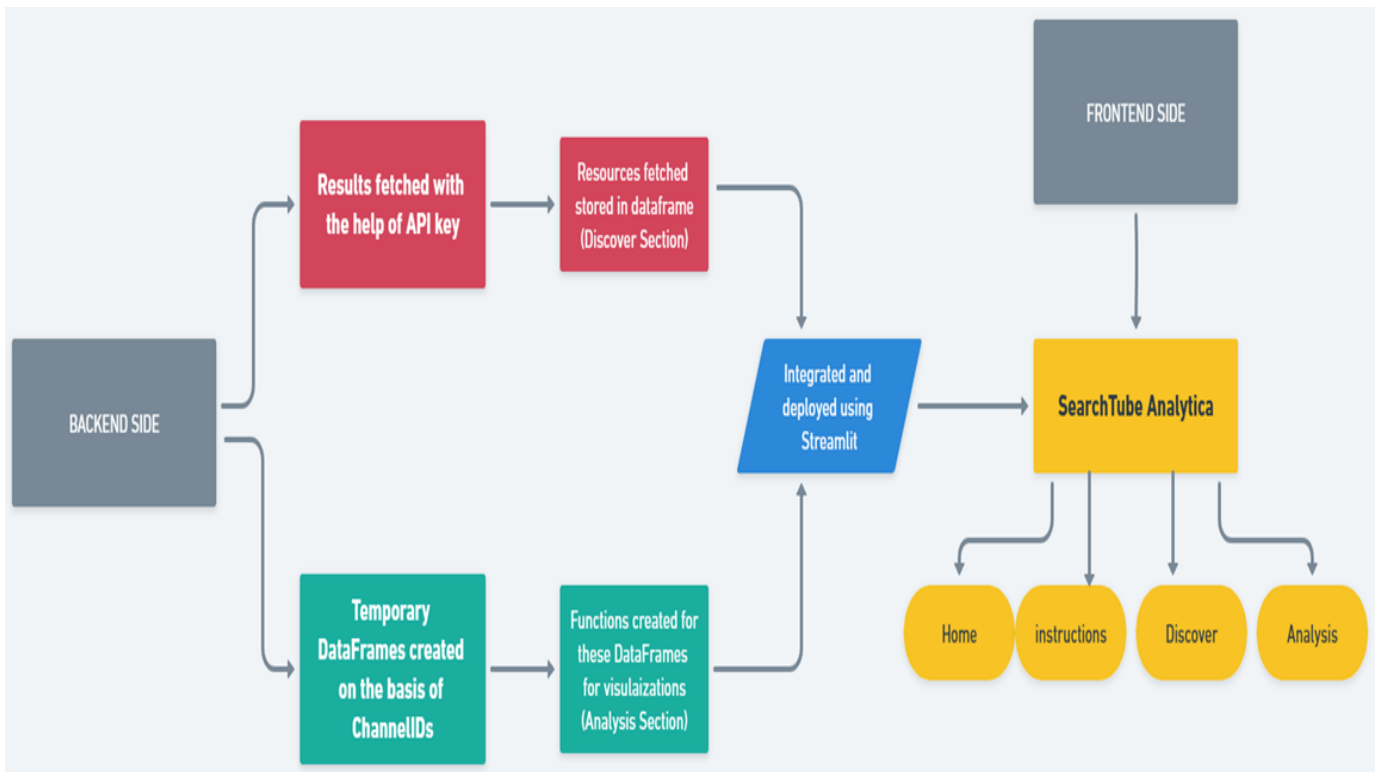 FRONTEND SIDE
Results fetched with
the help of API key
Resources fetched
stored in dataframe
(Discover Section)
BACKEND SIDE
Integrated and
deployed using
Streamlit
SearchTube Analytica
Temporary
DataFrames created
on the basis of
ChannelIDs
Functions created for
these DataFrames
for visulaizations
(Analysis Section)
Home
instructions
Discover
Analysis